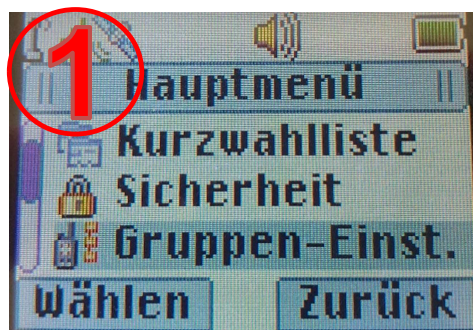 1
Hauptmenü
Kurzwahlliste
Sicherheit
Gruppen-Einst.
Wählen Zurück